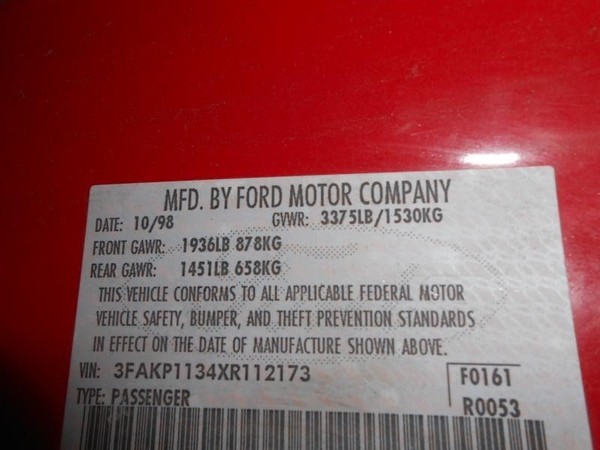 MFD. BY FORD MOTOR COMPANY
DATE: 10/98 GVWR: 3375LB/1530KG
FRONT GAWR: 1936LB 878KG
REAR GAWR: 1451LB 658KG
THIS VEHICLE CONFORMS TO ALL APPLICABLE FEDERAL MOTOR
VEHICLE SAFETY, BUMPER, AND THEFT PREVENTION STANDARDS
IN EFFECT ON THE DATE OF MANUFACTURE SHOWN ABOVE.
VIN: 3FAKP1134XR112173 F0161
TYPE: PASSENGER R0053